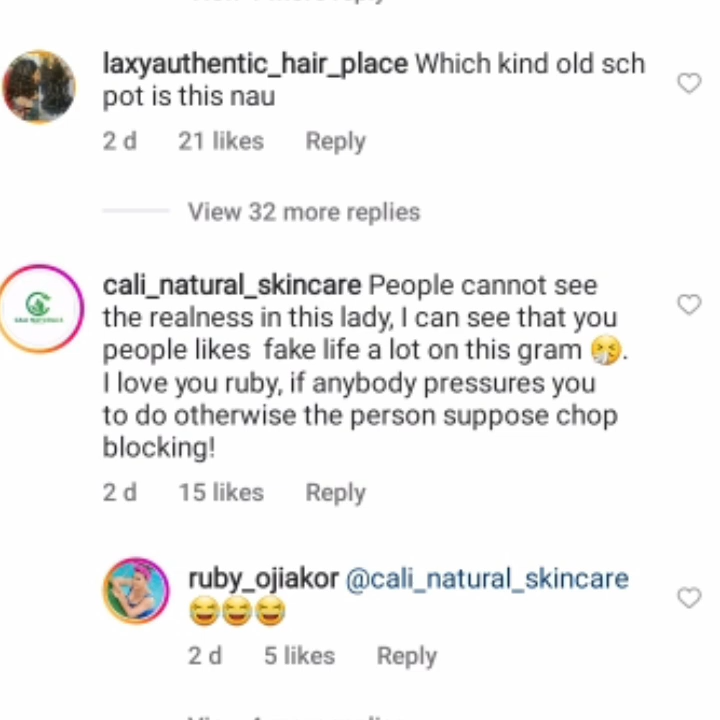 laxyauthentic_hair_place Which kind old sch
pot is this nau
2 d 21 likes Reply
View 32 more replies
cali_natural_skincare People cannot see
the realness in this lady, I can see that you
people likes fake life a lot on this gram 🤧.
I love you ruby, if anybody pressures you
to do otherwise the person suppose chop
blocking!
2 d 15 likes Reply
ruby_ojiakor @cali_natural_skincare
😂😂😂
2 d 5 likes Reply